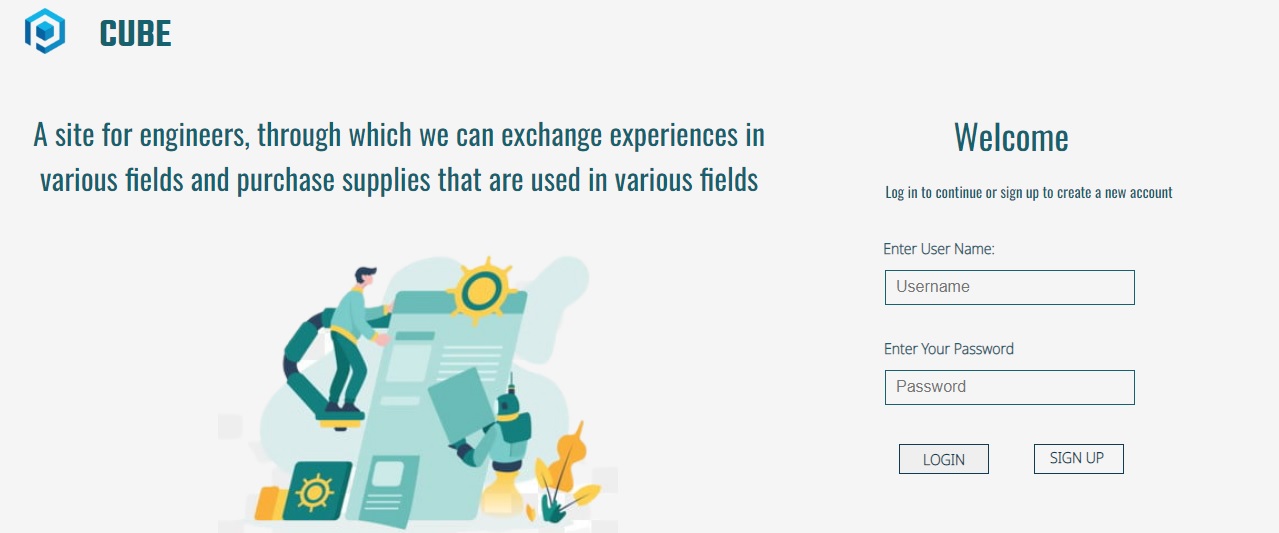 CUBE
A site for engineers, through which we can exchange experiences in
various fields and purchase supplies that are used in various fields
Welcome
Log in to continue or sign up to create a new account
Enter User Name:
Username
Enter Your Password
Password
LOGIN
SIGN UP